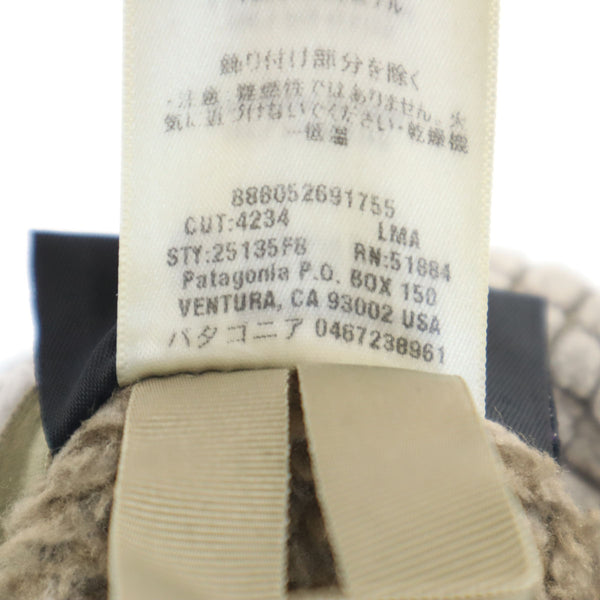 飾り付け部分を除く
・注意・難燃性ではありません。火
気に近づけないでください・乾燥機
－低温
888052691755
CUT:4234 LMA
STY:25135F8 RN:51884
Patagonia P.O. BOX 150
VENTURA, CA 93002 USA
パタゴニア 0467238961